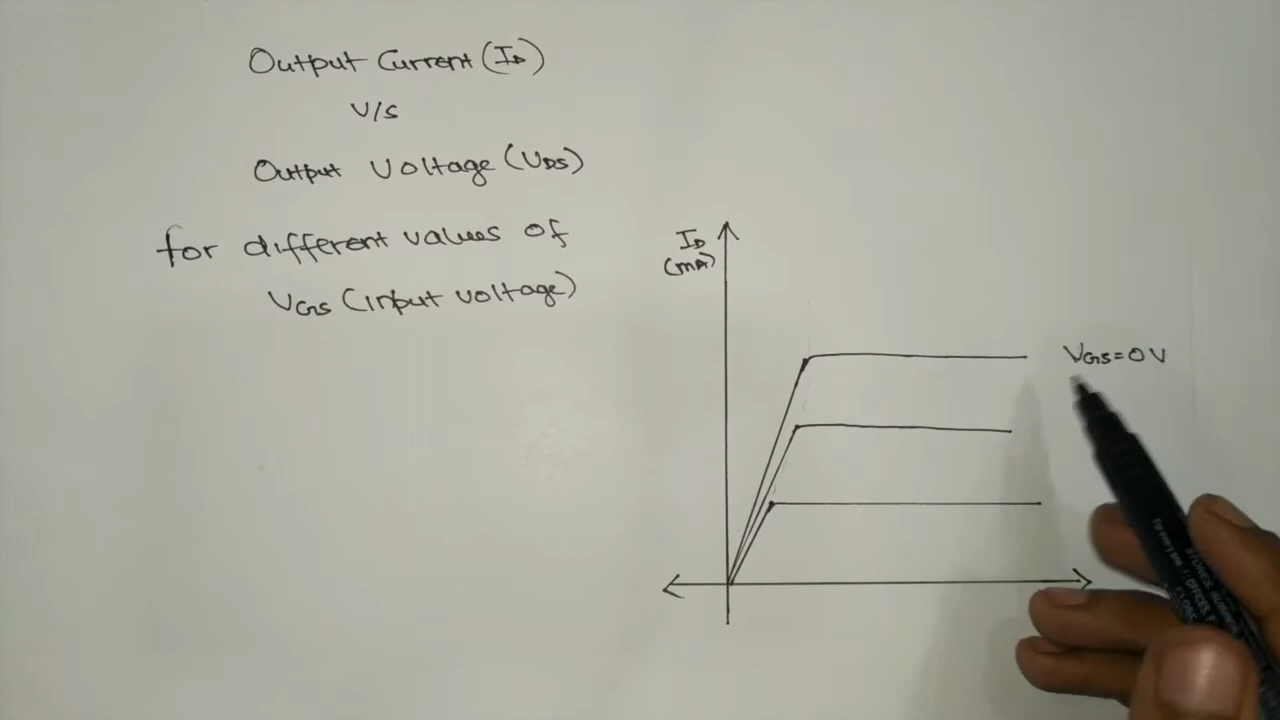 Output Current (ID)
V/S
Output Voltage (VDS)
for different values of
VGS (input voltage)
ID
(mA)
VGS = 0 V